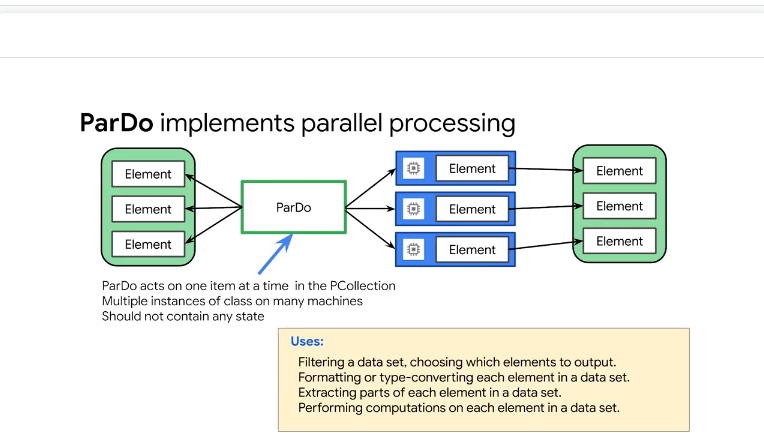 ParDo implements parallel processing
Element
Element
Element
ParDo
Element
Element
Element
Element
Element
Element
ParDo acts on one item at a time in the PCollection
Multiple instances of class on many machines
Should not contain any state
Uses:
Filtering a data set, choosing which elements to output.
Formatting or type-converting each element in a data set.
Extracting parts of each element in a data set.
Performing computations on each element in a data set.